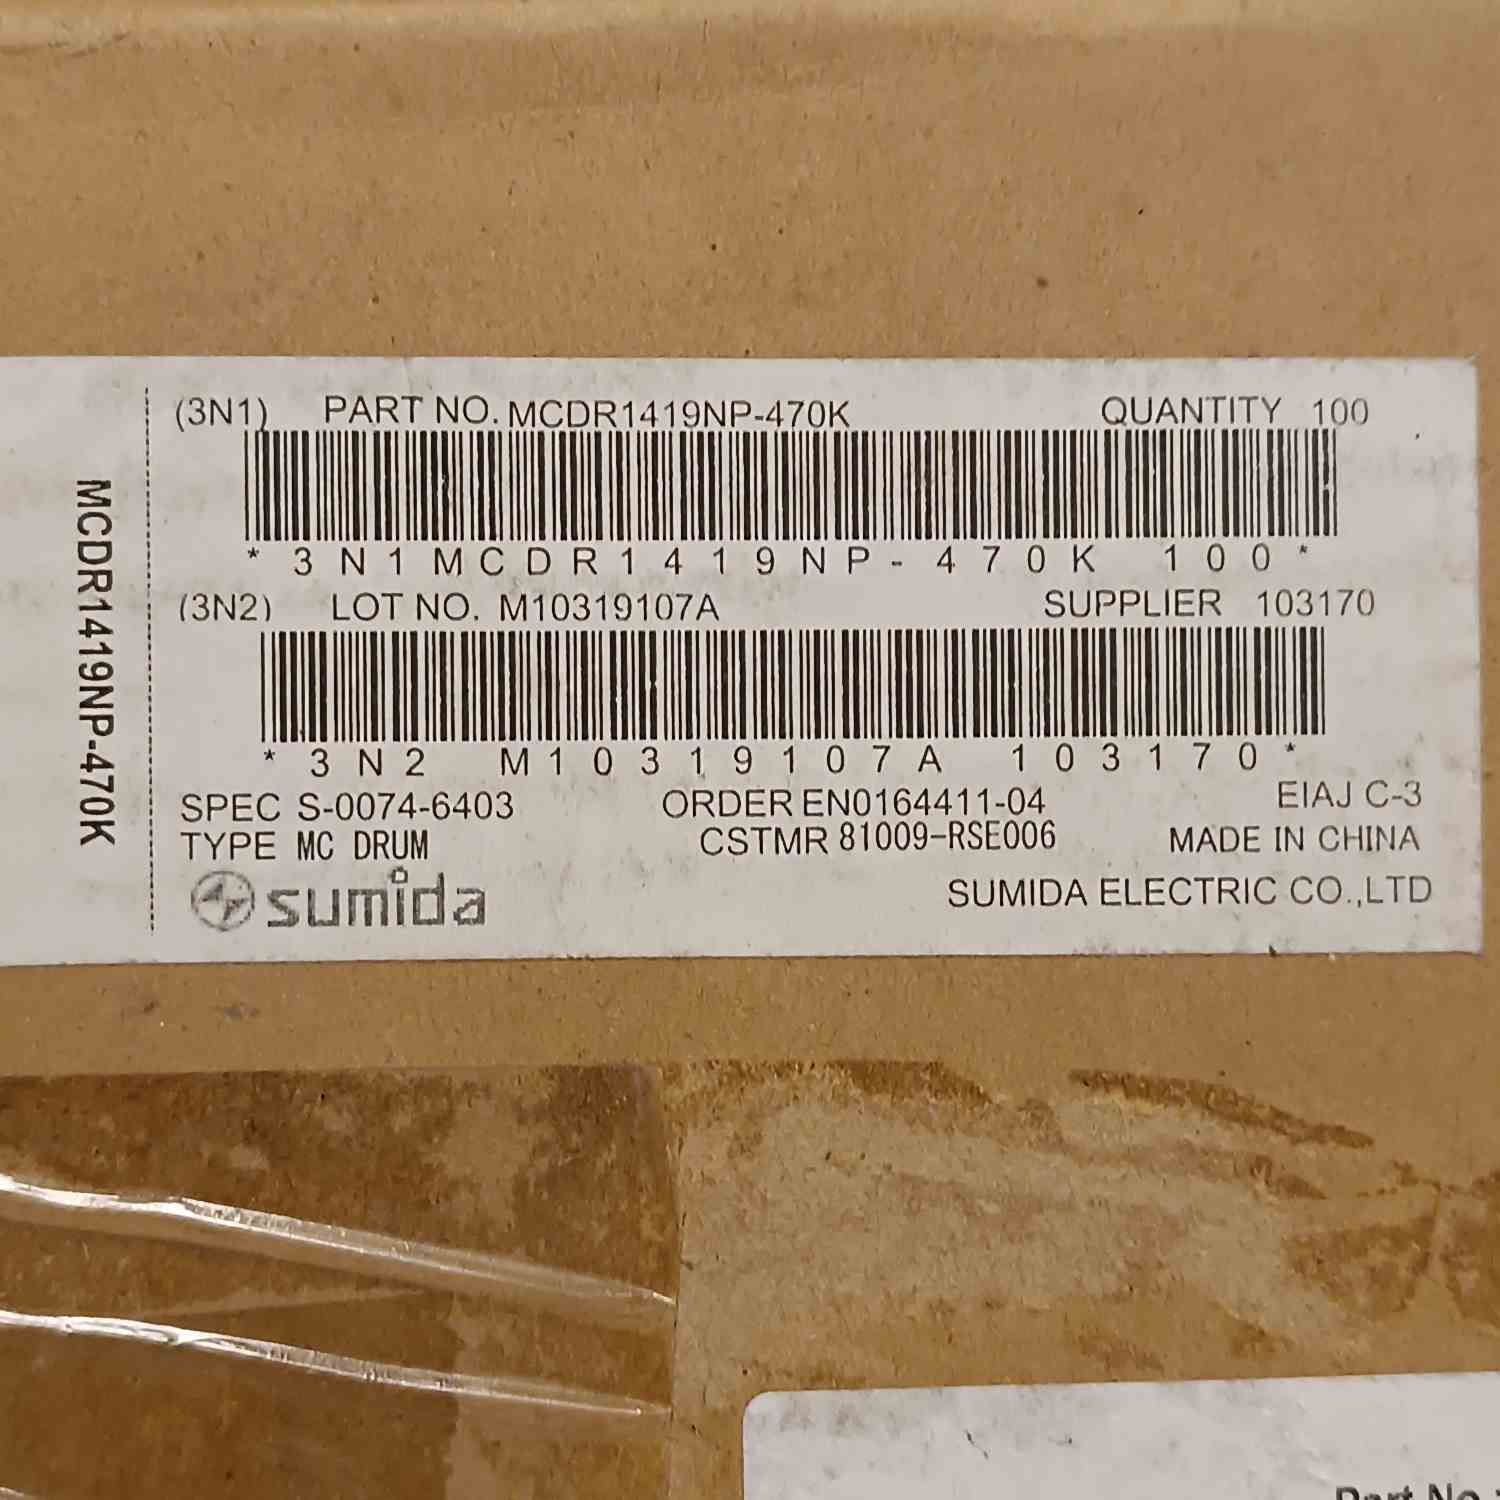 MCDR1419NP-470K
(3N1) PART NO. MCDR1419NP-470K QUANTITY 100
*3N1MCDR1419NP-470K 100*
(3N2) LOT NO. M10319107A SUPPLIER 103170
*3N2 M10319107A 103170*
SPEC S-0074-6403 ORDER EN0164411-04 EIAJ C-3
TYPE MC DRUM CSTMR 81009-RSE006 MADE IN CHINA
sumida SUMIDA ELECTRIC CO.,LTD
Part No